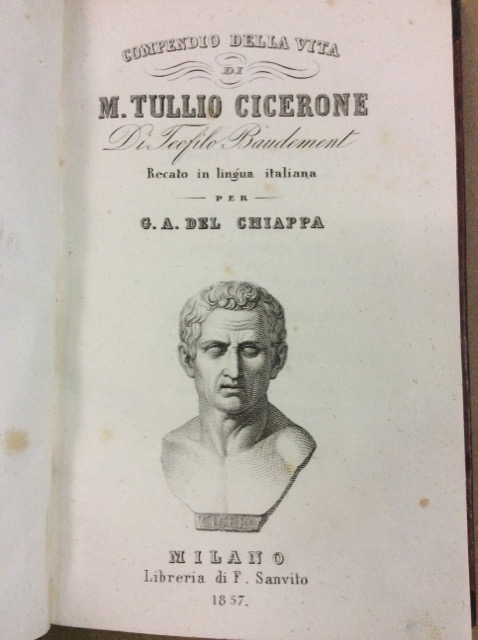 COMPENDIO DELLA VITA
DI
M. TULLIO CICERONE
Di Teofilo Baudement
Recato in lingua italiana
PER
G. A. DEL CHIAPPA
CICERO
MILANO
Libreria di F. Sanvito
1857.